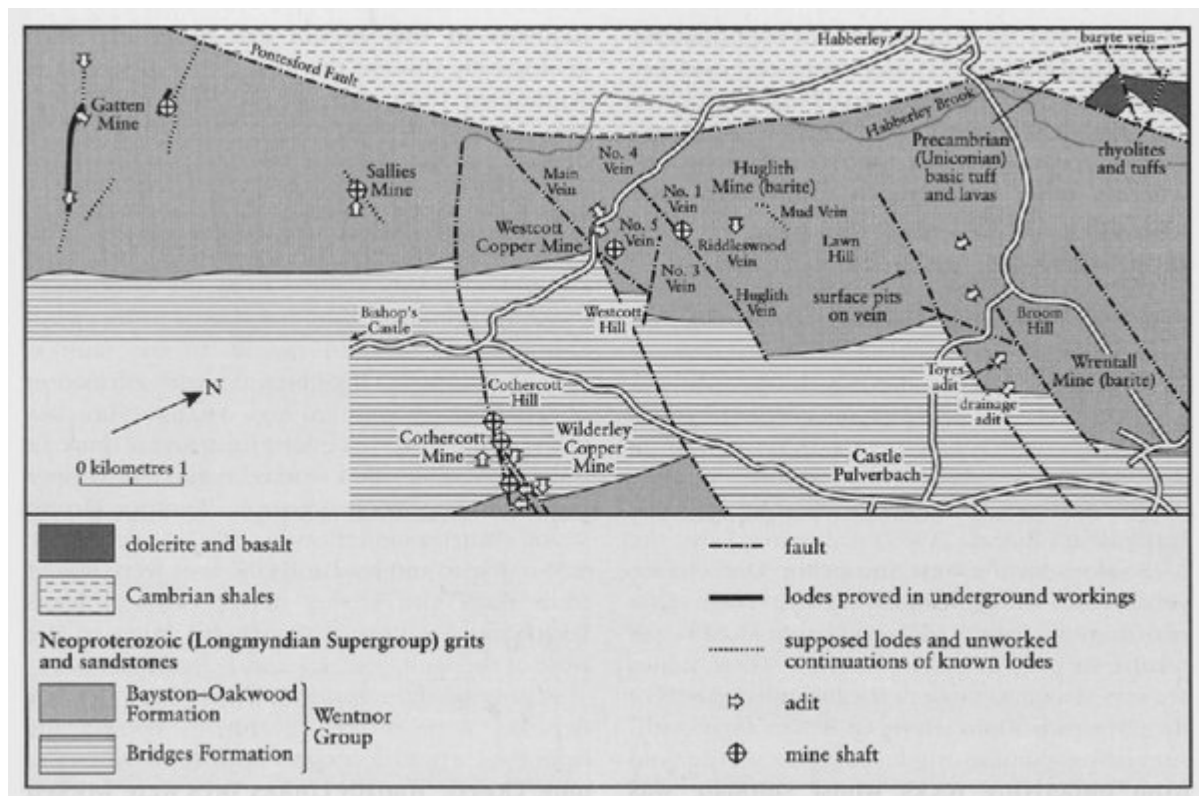 Pontesford Fault
Habberley
baryte vein
Gatten
Mine
Habberley Brook
Precambrian
(Uniconian)
basic tuff
and lavas
rhyolites
and tuffs
Sallies
Mine
No. 4
Vein
Main
Vein
No. 1
Vein
Huglith
Mine (barite)
Mud Vein
Westcott
Copper Mine
No. 5
Vein
Riddleswood
Vein
Lawn
Hill
No. 3
Vein
Huglith
Vein
surface pits
on vein
Bishop's
Castle
Westcott
Hill
Broom
Hill
Toyes
adit
Wrentall
Mine (barite)
drainage
adit
N
Cothercott
Hill
Cothercott
Mine
Wilderley
Copper
Mine
Castle
Pulverbach
0 kilometres 1
dolerite and basalt
Cambrian shales
Neoproterozoic (Longmyndian Supergroup) grits
and sandstones
Bayston–Oakwood
Formation
Bridges Formation
Wentnor
Group
fault
lodes proved in underground workings
supposed lodes and unworked
continuations of known lodes
adit
mine shaft